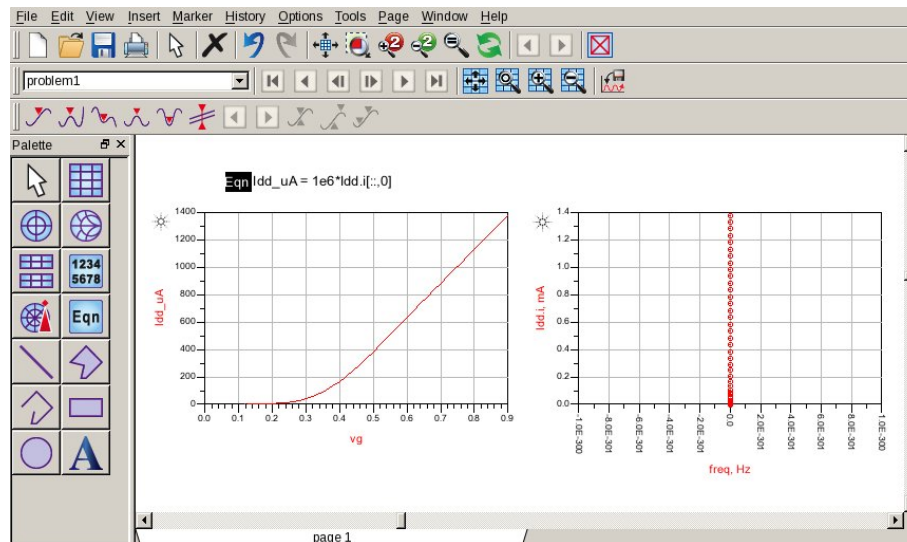 File Edit View Insert Marker History Options Tools Page Window Help
+2 -2
problem1
Palette
1234
5678
Eqn
A
Eqn Idd_uA = 1e6*Idd.i[::,0]
1400
1200
1000
800
600
400
200
0
Idd_uA
0.0 0.1 0.2 0.3 0.4 0.5 0.6 0.7 0.8 0.9
vg
1.4
1.2
1.0
0.8
0.6
0.4
0.2
0.0
Idd.i, mA
-1.0E-300 -8.0E-301 -6.0E-301 -4.0E-301 -2.0E-301 0.0 2.0E-301 4.0E-301 6.0E-301 8.0E-301 1.0E-300
freq, Hz
page 1